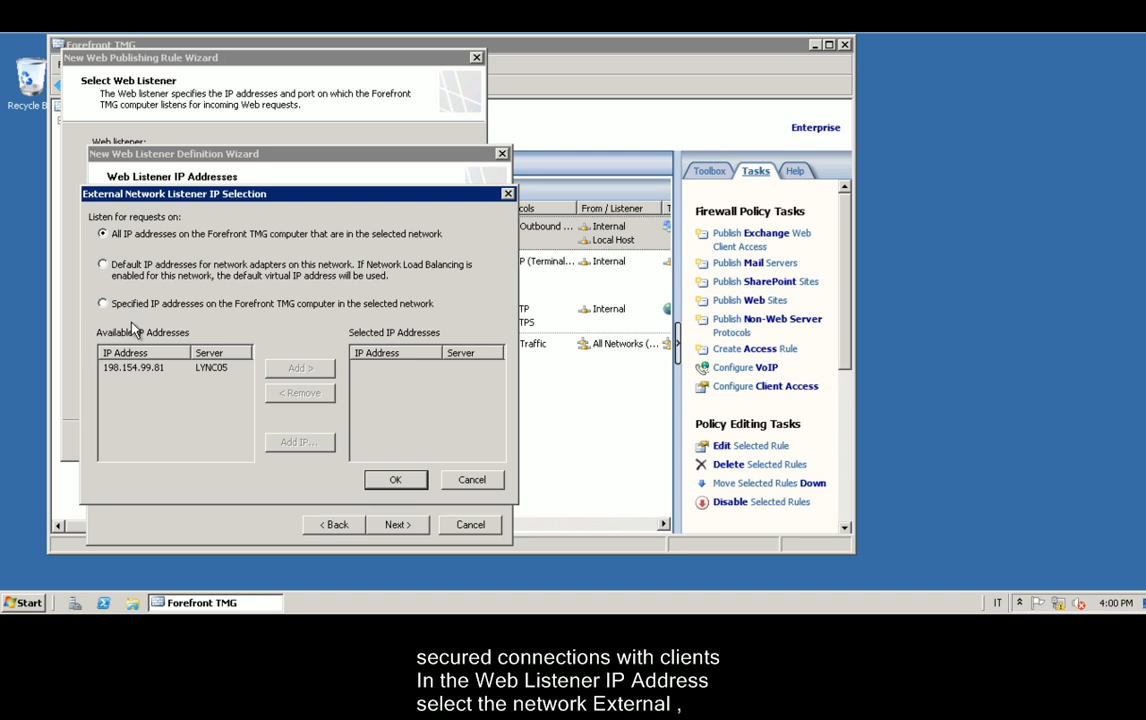 Forefront TMG
New Web Publishing Rule Wizard
Select Web Listener
The Web listener specifies the IP addresses and port on which the Forefront
TMG computer listens for incoming Web requests.
Web listener:
New Web Listener Definition Wizard
Web Listener IP Addresses
External Network Listener IP Selection
Listen for requests on:
All IP addresses on the Forefront TMG computer that are in the selected network
Default IP addresses for network adapters on this network. If Network Load Balancing is
enabled for this network, the default virtual IP address will be used.
Specified IP addresses on the Forefront TMG computer in the selected network
Available IP Addresses
IP Address Server
198.154.99.81 LYNC05
Add >
< Remove
Add IP...
Selected IP Addresses
IP Address Server
OK Cancel
< Back Next > Cancel
Recycle B
cols From / Listener T
Outbound ... Internal
Local Host
P (Terminal... Internal
TP Internal
TPS
Traffic All Networks (...
Enterprise
Toolbox Tasks Help
Firewall Policy Tasks
Publish Exchange Web
Client Access
Publish Mail Servers
Publish SharePoint Sites
Publish Web Sites
Publish Non-Web Server
Protocols
Create Access Rule
Configure VoIP
Configure Client Access
Policy Editing Tasks
Edit Selected Rule
Delete Selected Rules
Move Selected Rules Down
Disable Selected Rules
Start Forefront TMG IT 4:00 PM
secured connections with clients
In the Web Listener IP Address
select the network External ,